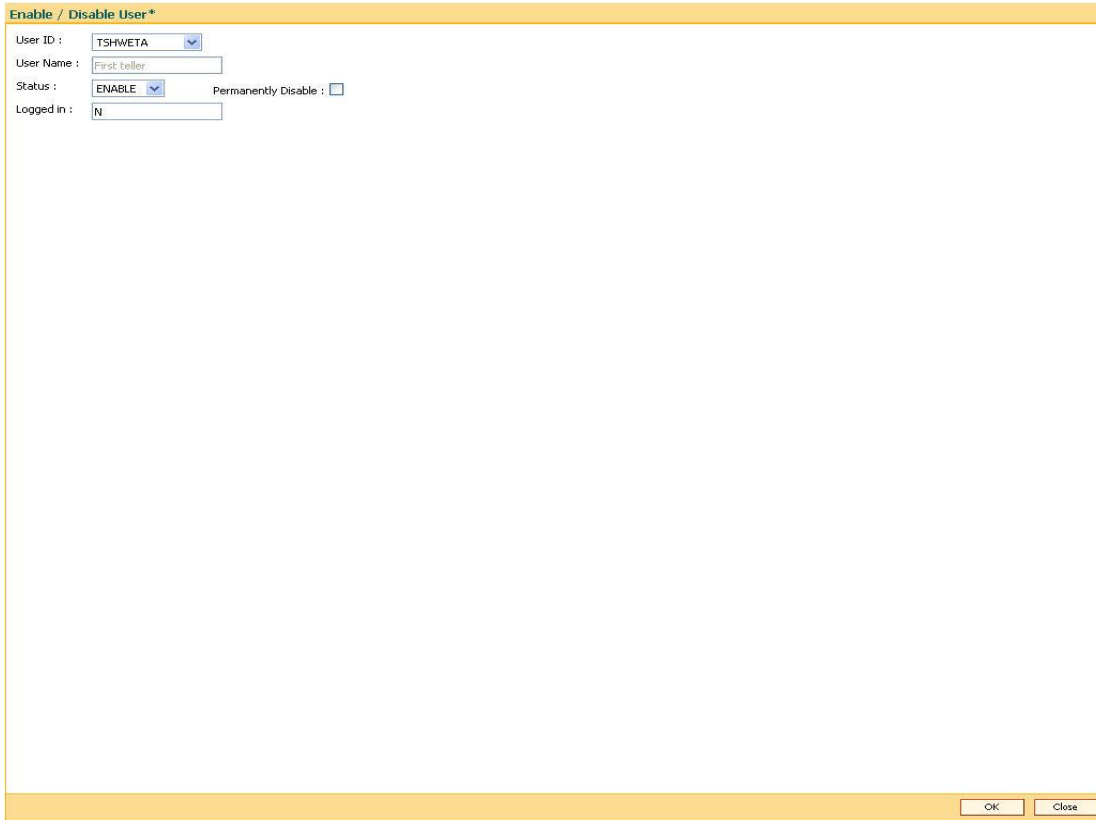 Enable / Disable User*
User ID : TSHWETA
User Name : First teller
Status : ENABLE Permanently Disable :
Logged in : N
OK Close